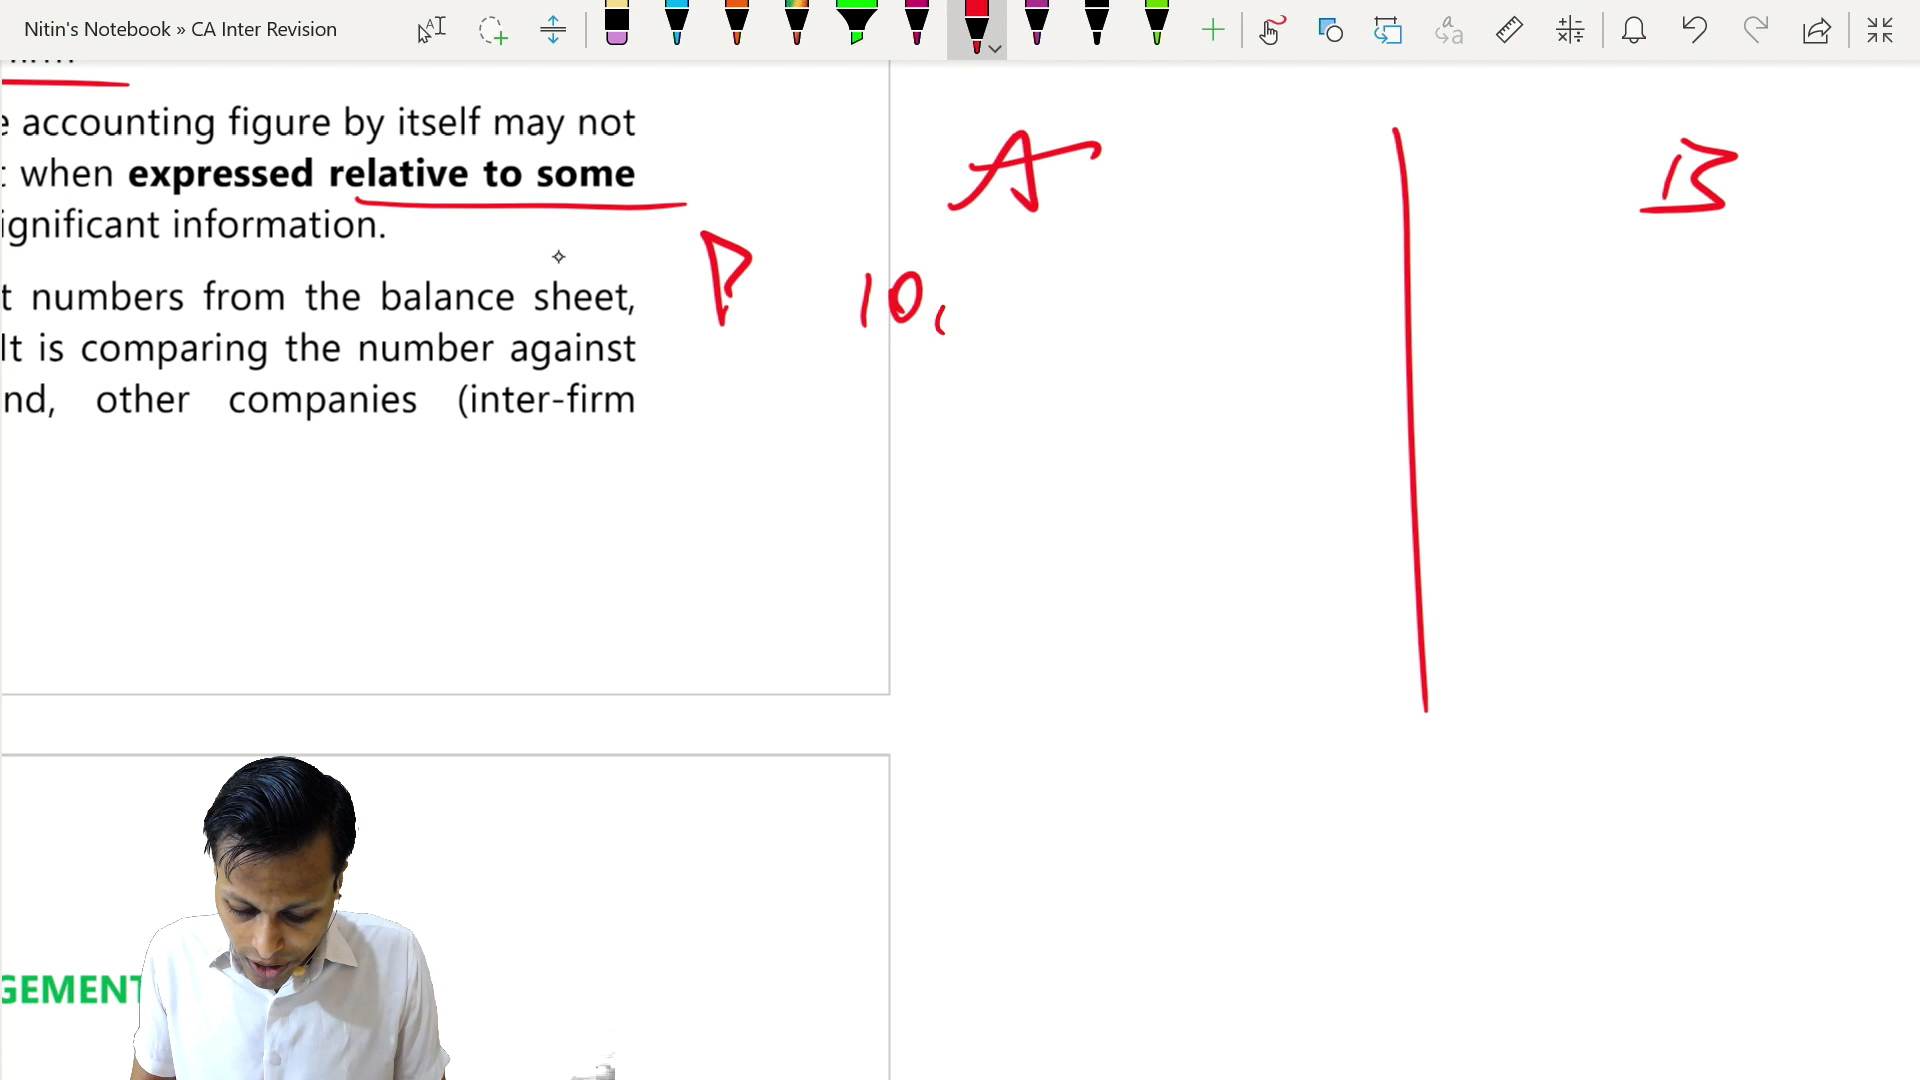 Nitin's Notebook » CA Inter Revision
accounting figure by itself may not
when expressed relative to some
ignificant information.
t numbers from the balance sheet,
It is comparing the number against
nd, other companies (inter-firm
A
B
P 10,
GEMENT